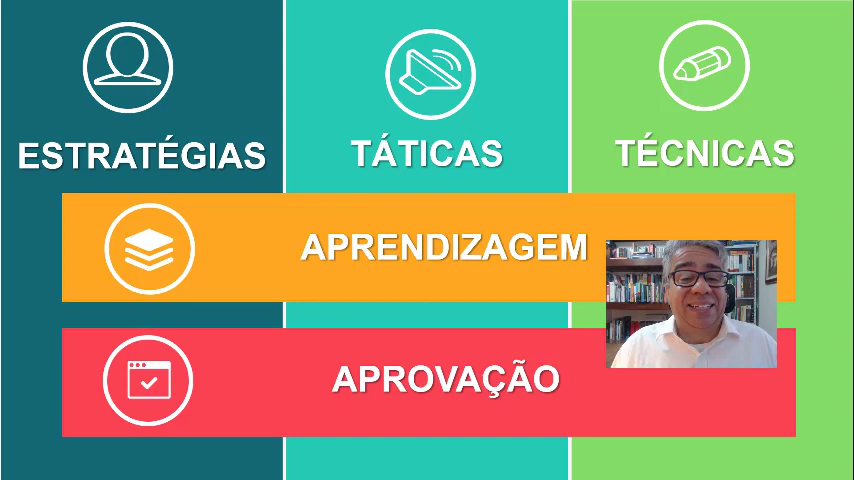 ESTRATÉGIAS
TÁTICAS
TÉCNICAS
APRENDIZAGEM
APROVAÇÃO